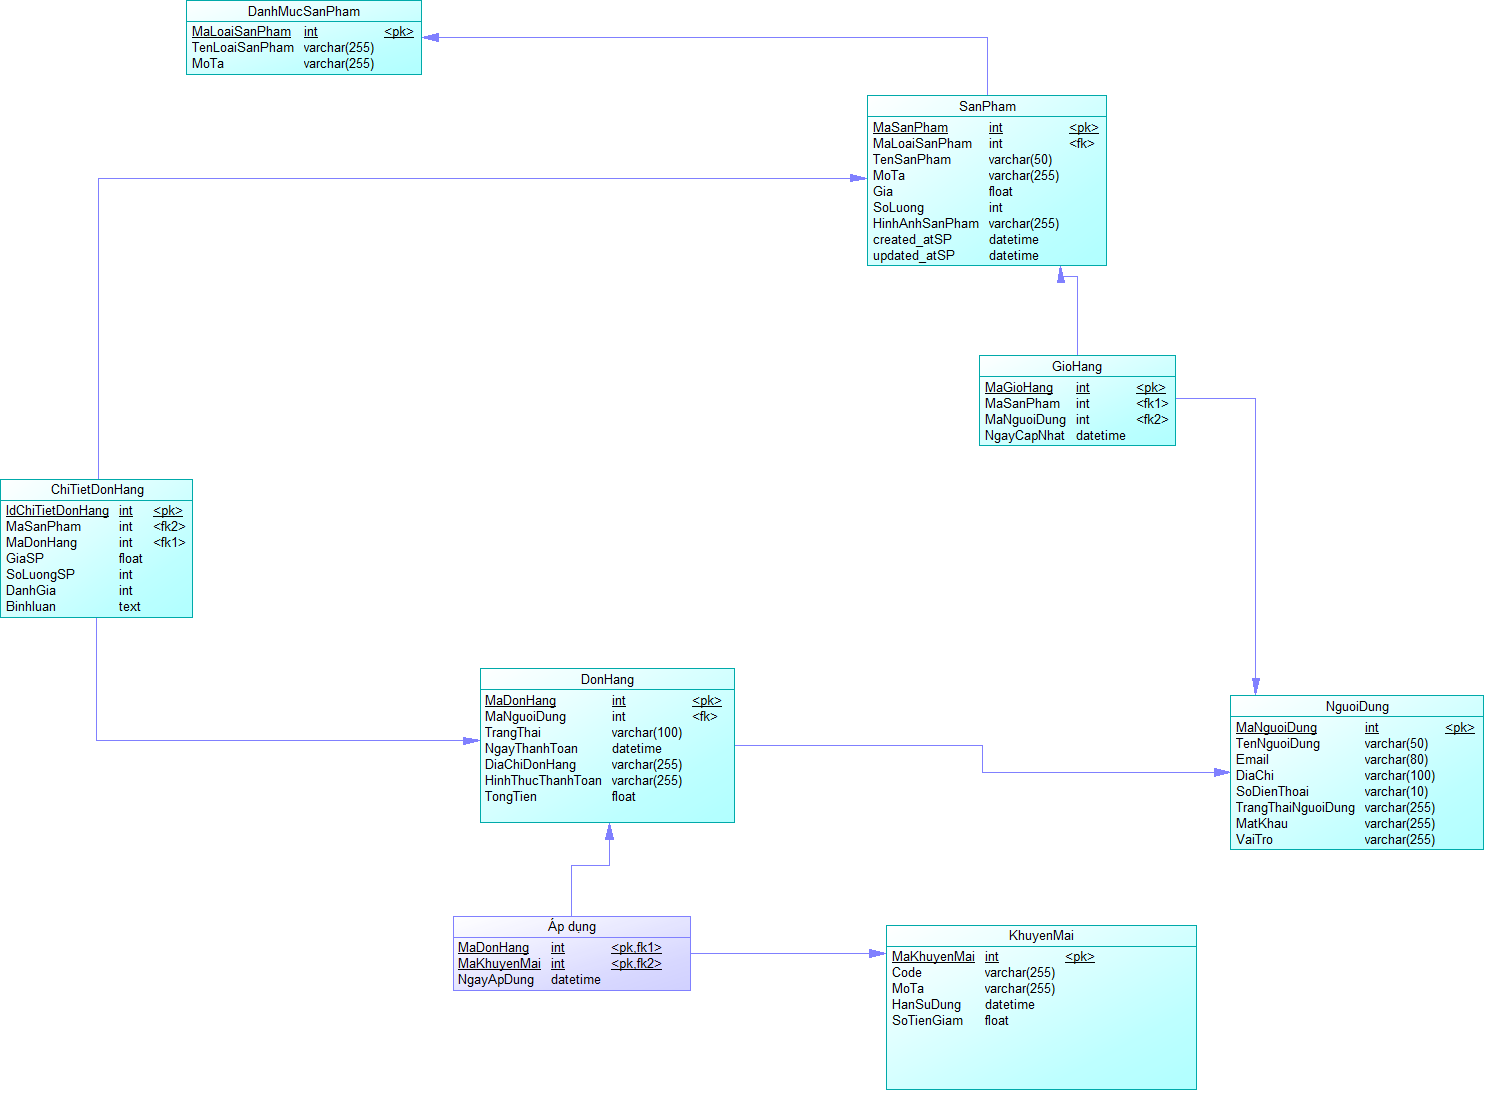 DanhMucSanPham
MaLoaiSanPham int <pk>
TenLoaiSanPham varchar(255)
MoTa varchar(255)
SanPham
MaSanPham int <pk>
MaLoaiSanPham int <fk>
TenSanPham varchar(50)
MoTa varchar(255)
Gia float
SoLuong int
HinhAnhSanPham varchar(255)
created_atSP datetime
updated_atSP datetime
GioHang
MaGioHang int <pk>
MaSanPham int <fk1>
MaNguoiDung int <fk2>
NgayCapNhat datetime
ChiTietDonHang
IdChiTietDonHang int <pk>
MaSanPham int <fk2>
MaDonHang int <fk1>
GiaSP float
SoLuongSP int
DanhGia int
Binhluan text
DonHang
MaDonHang int <pk>
MaNguoiDung int <fk>
TrangThai varchar(100)
NgayThanhToan datetime
DiaChiDonHang varchar(255)
HinhThucThanhToan varchar(255)
TongTien float
NguoiDung
MaNguoiDung int <pk>
TenNguoiDung varchar(50)
Email varchar(80)
DiaChi varchar(100)
SoDienThoai varchar(10)
TrangThaiNguoiDung varchar(255)
MatKhau varchar(255)
VaiTro varchar(255)
Áp dụng
MaDonHang int <pk,fk1>
MaKhuyenMai int <pk,fk2>
NgayApDung datetime
KhuyenMai
MaKhuyenMai int <pk>
Code varchar(255)
MoTa varchar(255)
HanSuDung datetime
SoTienGiam float